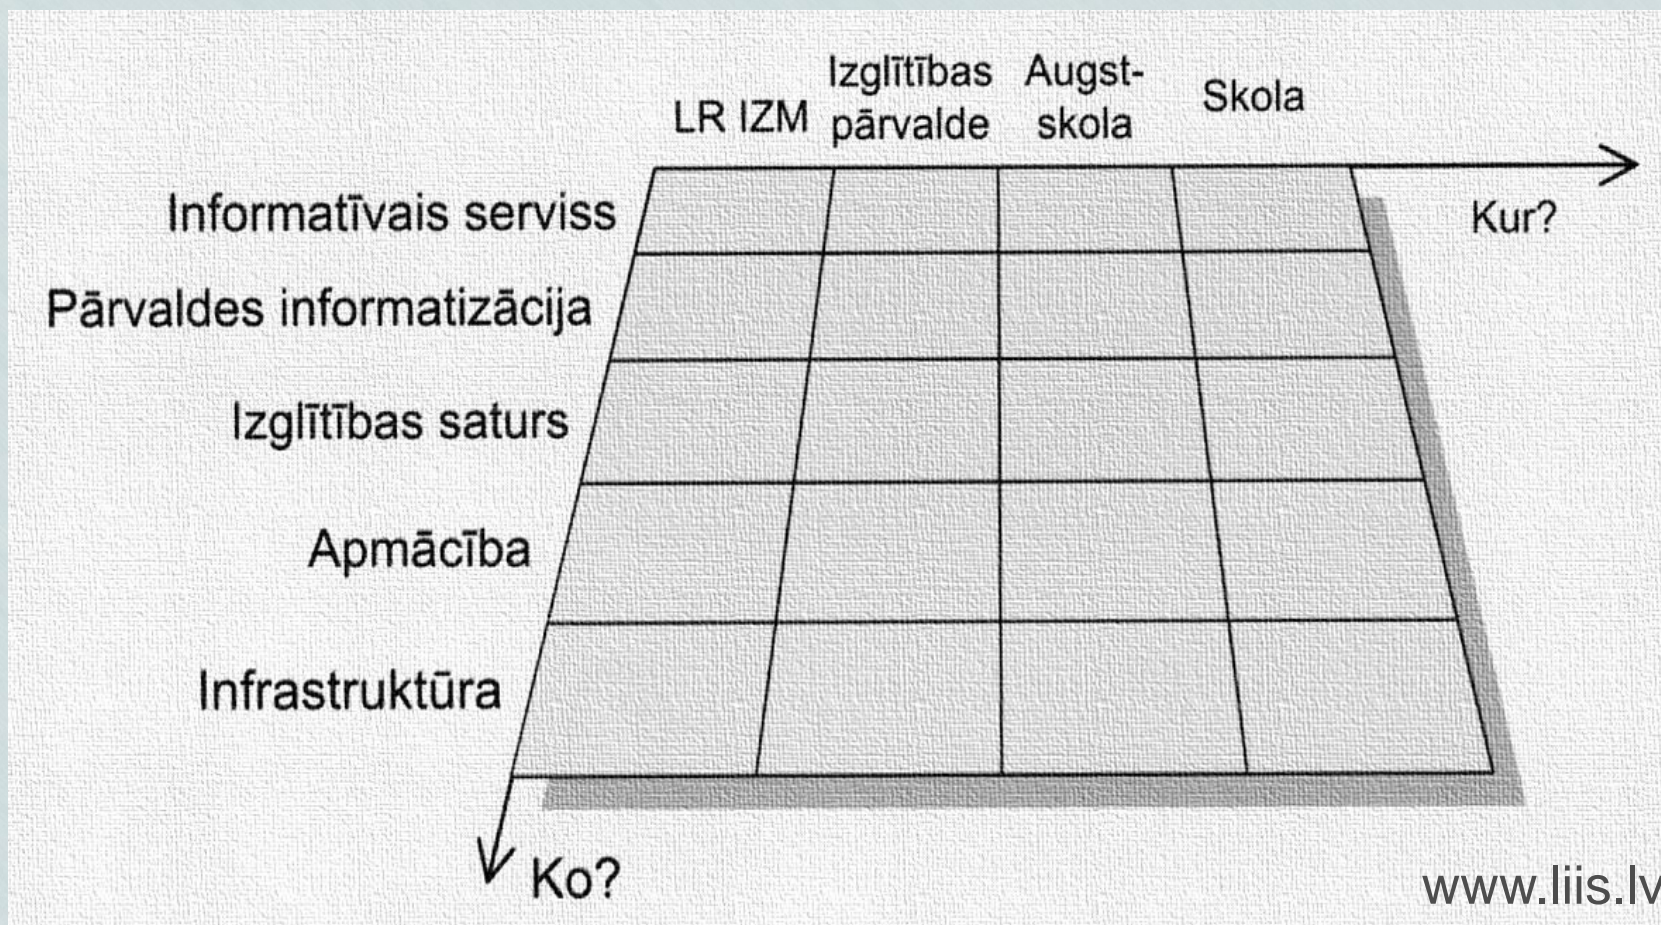 LR IZM
Izglītības
pārvalde
Augst-
skola
Skola
Kur?
Informatīvais serviss
Pārvaldes informatizācija
Izglītības saturs
Apmācība
Infrastruktūra
Ko?
www.liis.lv